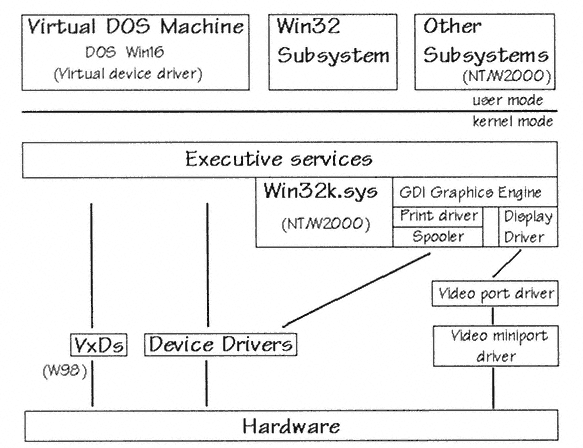 Virtual DOS Machine
DOS Win16
(Virtual device driver)
Win32
Subsystem
Other
Subsystems
(NT/W2000)
user mode
kernel mode
Executive services
Win32k.sys
(NT/W2000)
GDI Graphics Engine
Print driver
Spooler
Display
Driver
Video port driver
VxDs
(W98)
Device Drivers
Video miniport
driver
Hardware